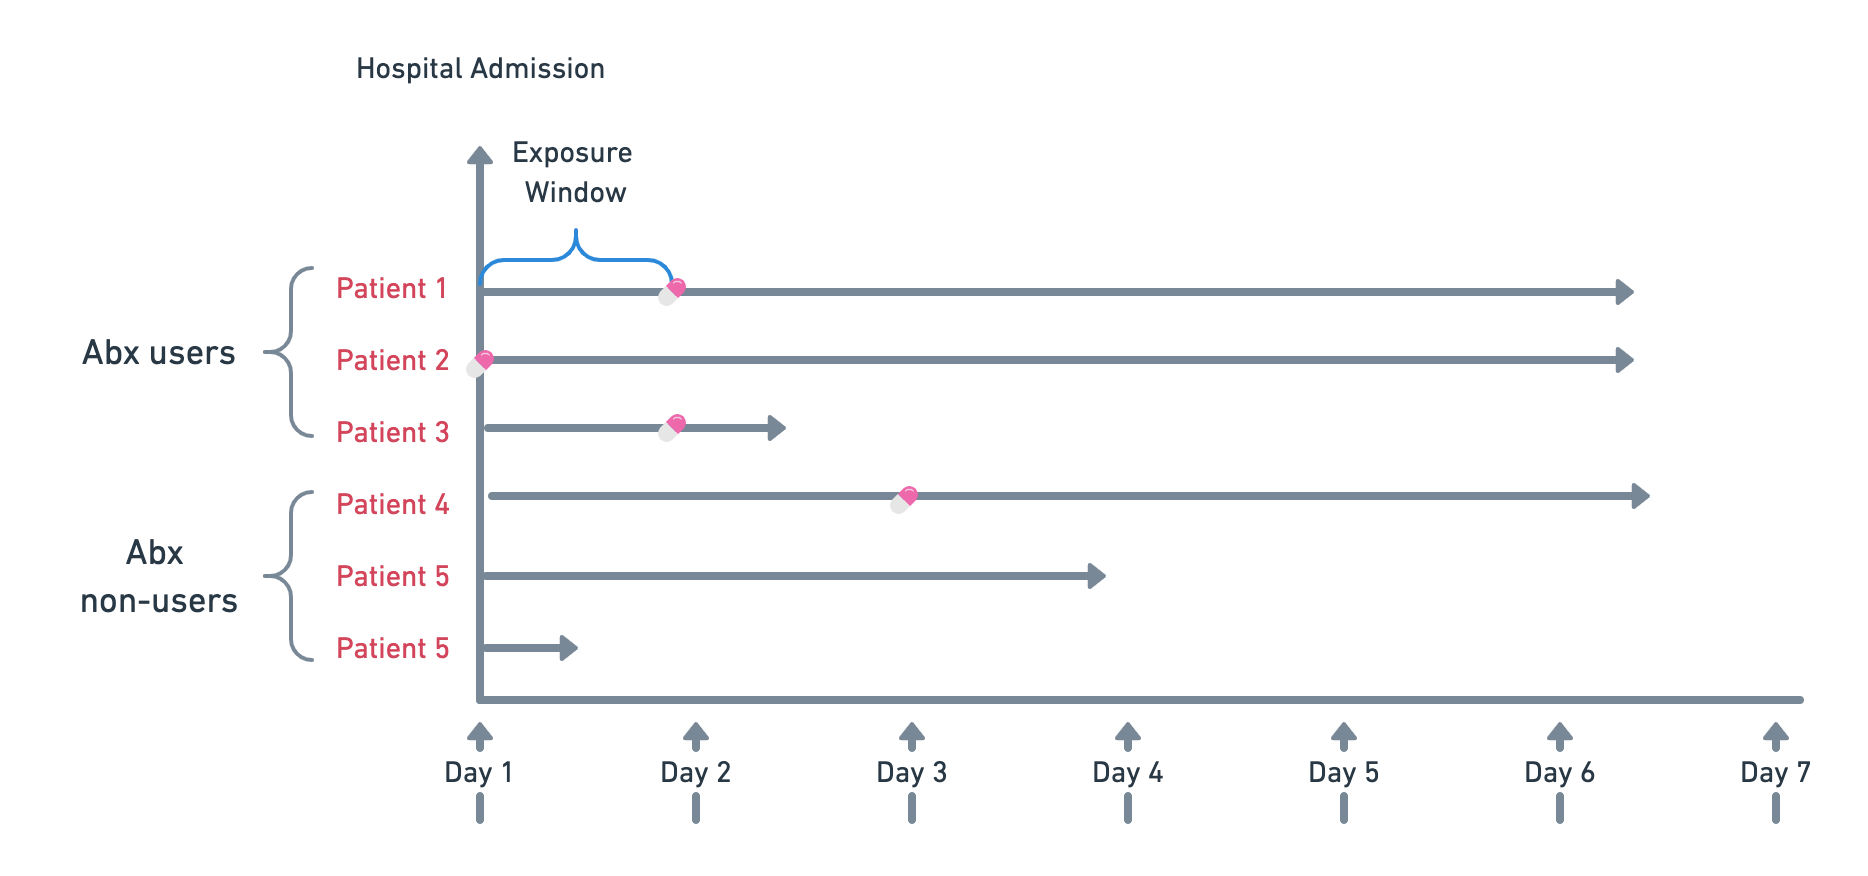 Hospital Admission
Exposure
Window
Abx users
Patient 1
Patient 2
Patient 3
Abx
non-users
Patient 4
Patient 5
Patient 5
Day 1
Day 2
Day 3
Day 4
Day 5
Day 6
Day 7